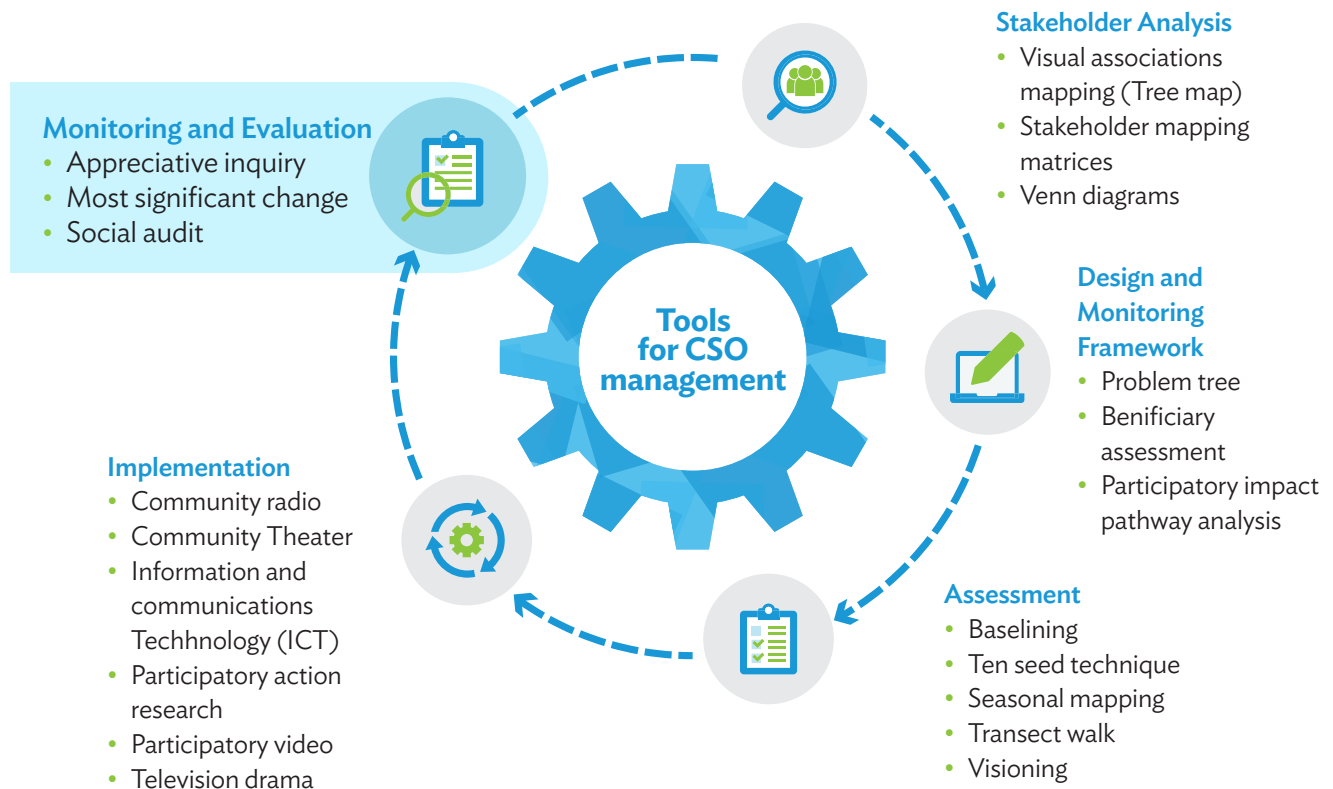 Stakeholder Analysis
• Visual associations
mapping (Tree map)
• Stakeholder mapping
matrices
• Venn diagrams
Monitoring and Evaluation
• Appreciative inquiry
• Most significant change
• Social audit
Tools
for CSO
management
Design and
Monitoring
Framework
• Problem tree
• Benificiary
assessment
• Participatory impact
pathway analysis
Implementation
• Community radio
• Community Theater
• Information and
communications
Techhnology (ICT)
• Participatory action
research
• Participatory video
• Television drama
Assessment
• Baselining
• Ten seed technique
• Seasonal mapping
• Transect walk
• Visioning